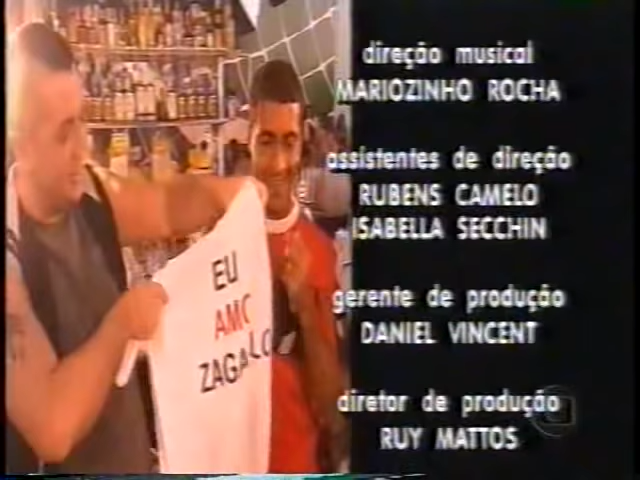 EU
AMO
ZAGALLO
direção musical
MARIOZINHO ROCHA
assistentes de direção
RUBENS CAMELO
ISABELLA SECCHIN
gerente de produção
DANIEL VINCENT
diretor de produção
RUY MATTOS